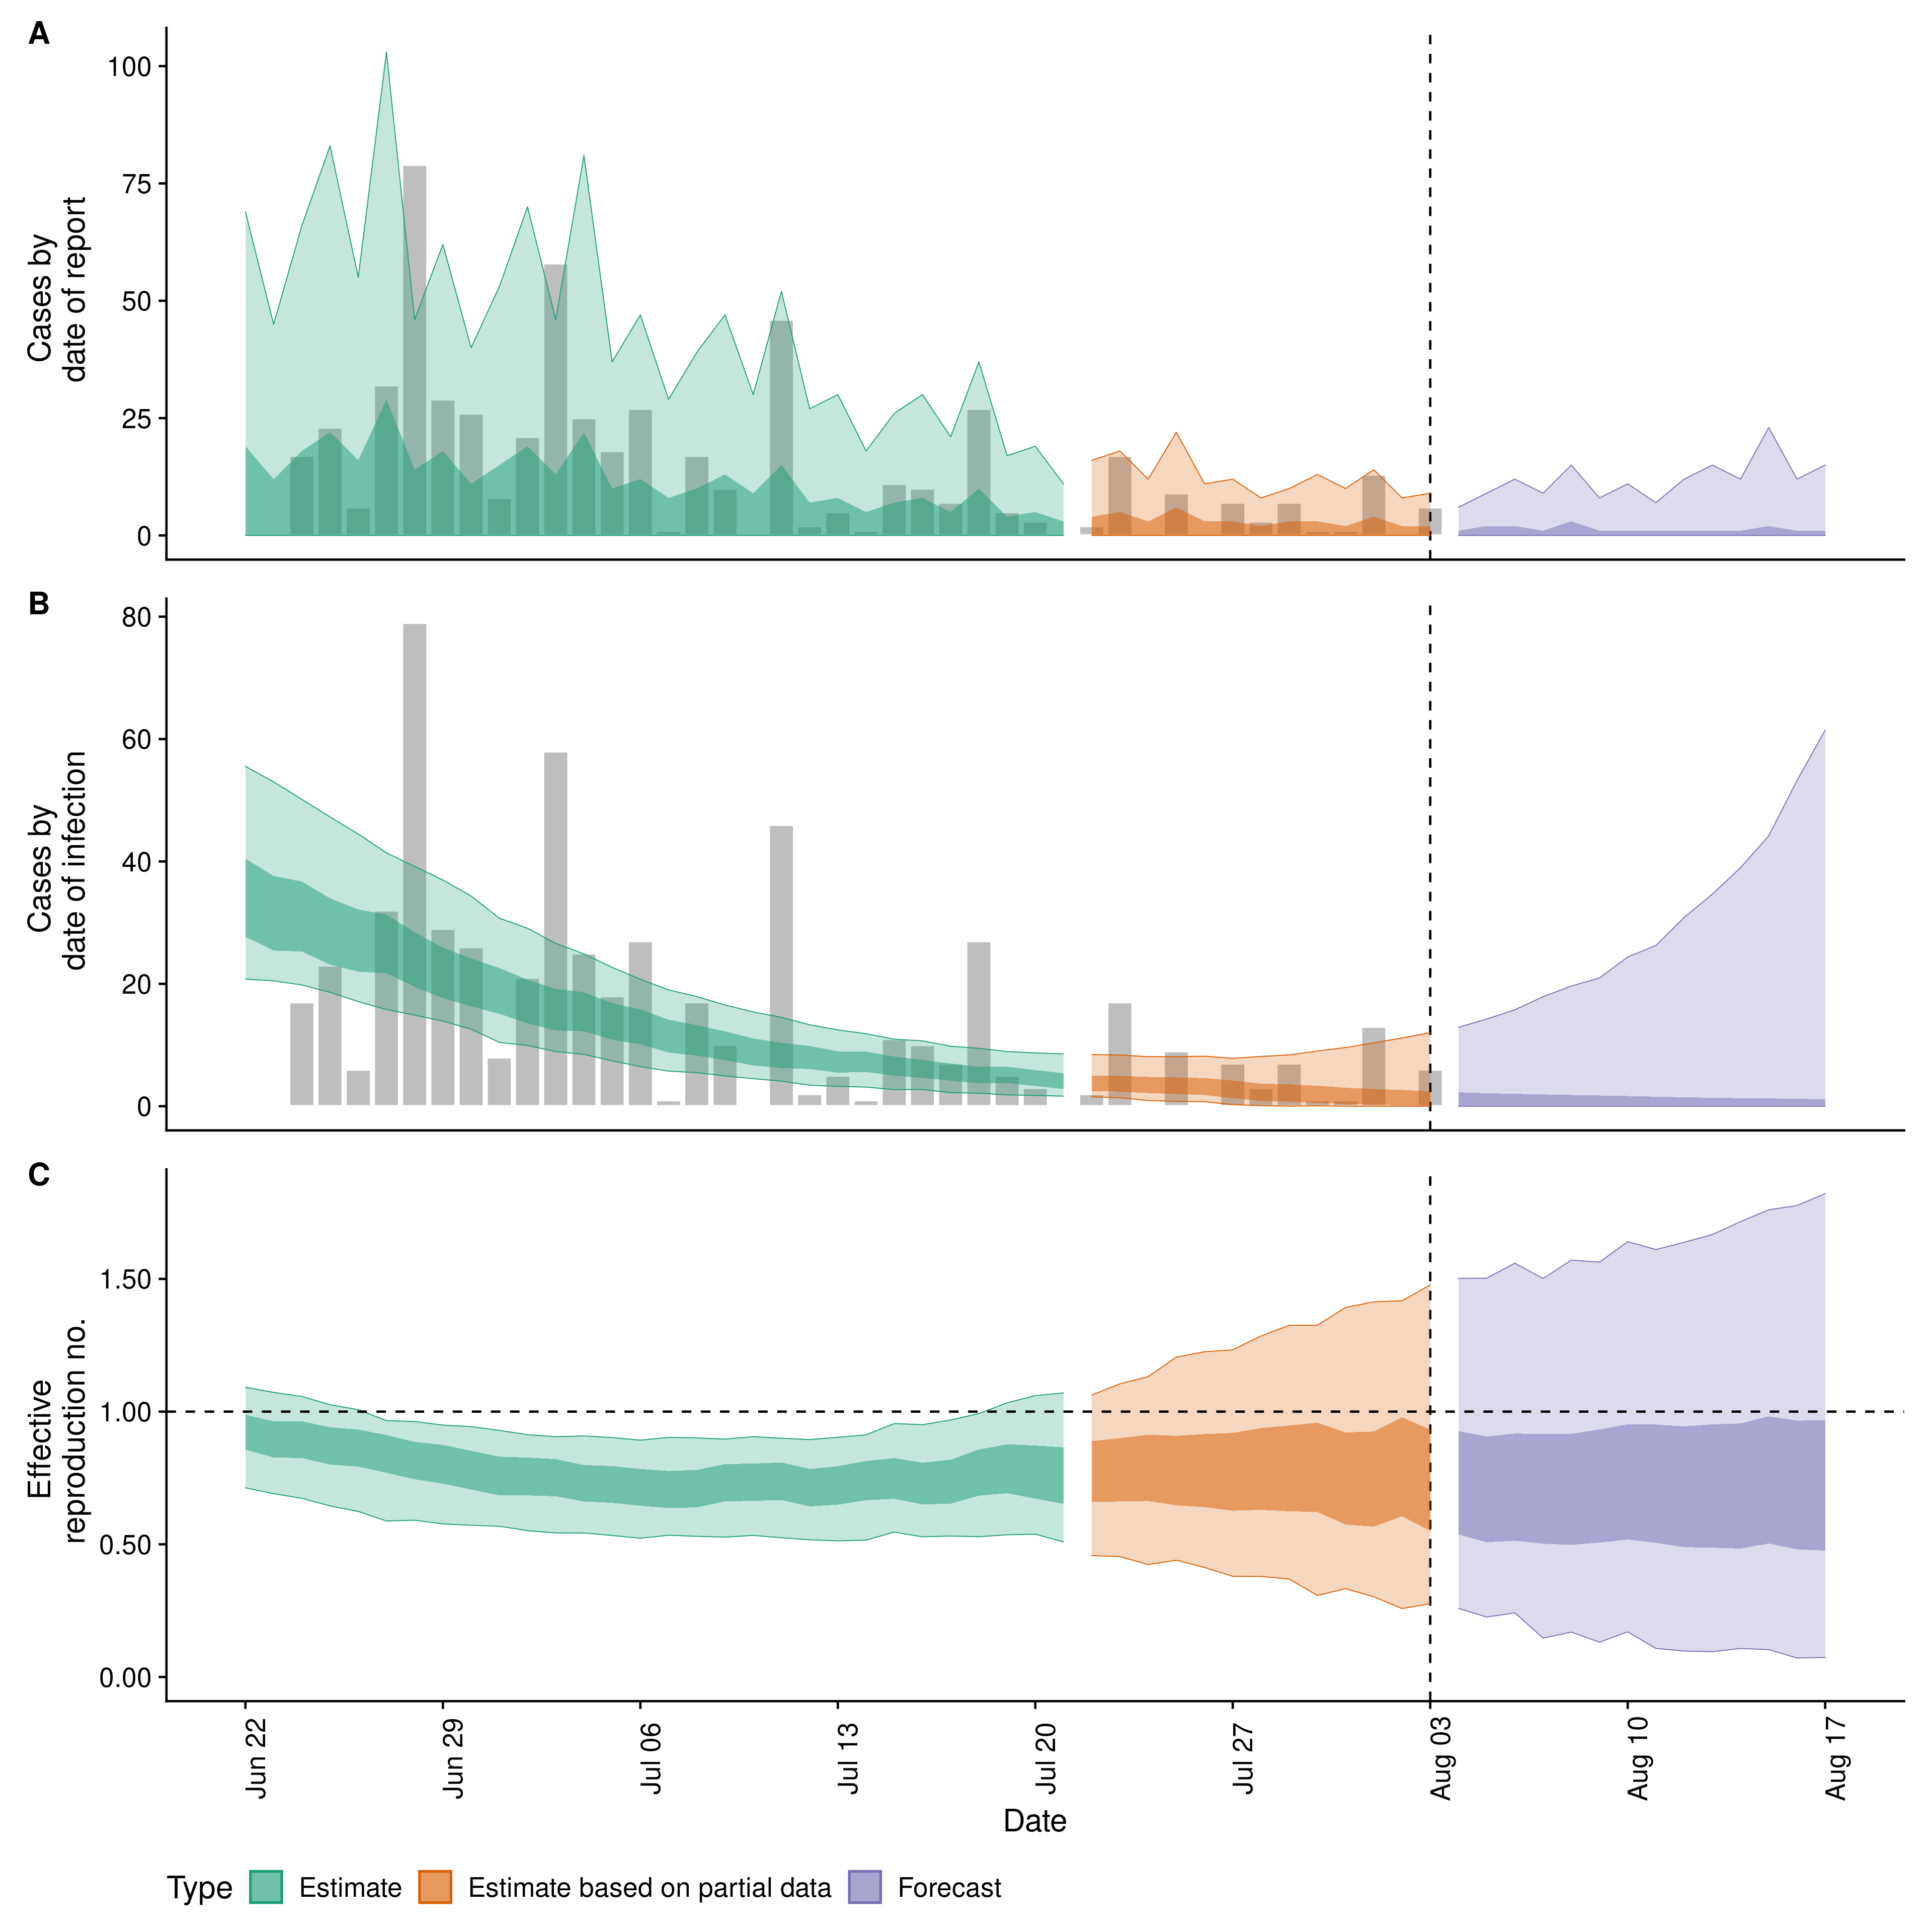 A
Cases by
date of report
100
75
50
25
0
B
Cases by
date of infection
80
60
40
20
0
C
Effective
reproduction no.
1.50
1.00
0.50
0.00
Jun 22
Jun 29
Jul 06
Jul 13
Jul 20
Jul 27
Aug 03
Aug 10
Aug 17
Date
Type Estimate Estimate based on partial data Forecast